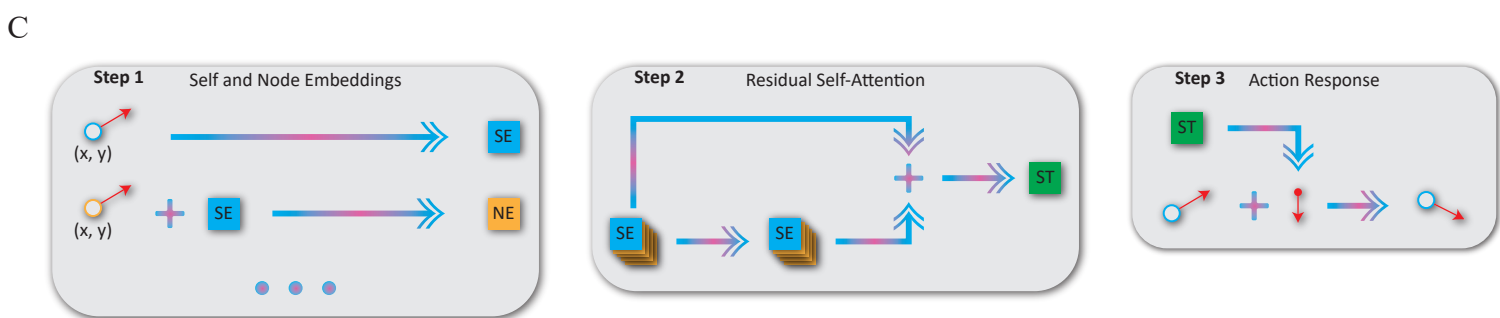 C
Step 1 Self and Node Embeddings
(x, y)
SE
(x, y)
SE
NE
Step 2 Residual Self-Attention
SE
SE
ST
Step 3 Action Response
ST